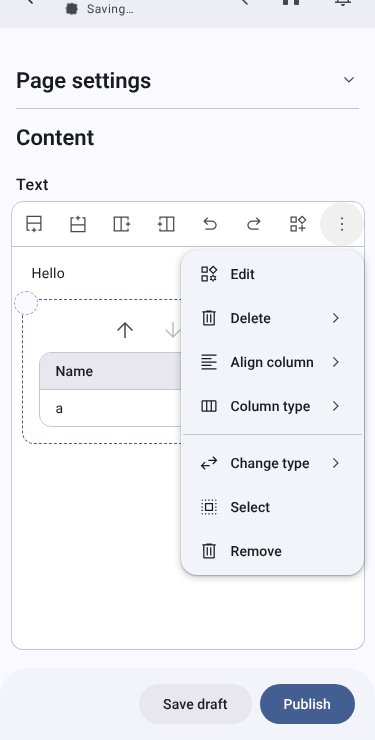 Saving…
Page settings
Content
Text
Hello
Name
a
Edit
Delete
Align column
Column type
Change type
Select
Remove
Save draft
Publish